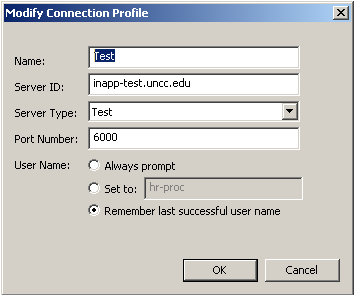 Modify Connection Profile
Name: Test
Server ID: inapp-test.uncc.edu
Server Type: Test
Port Number: 6000
User Name: Always prompt
Set to: hr-proc
Remember last successful user name
OK Cancel